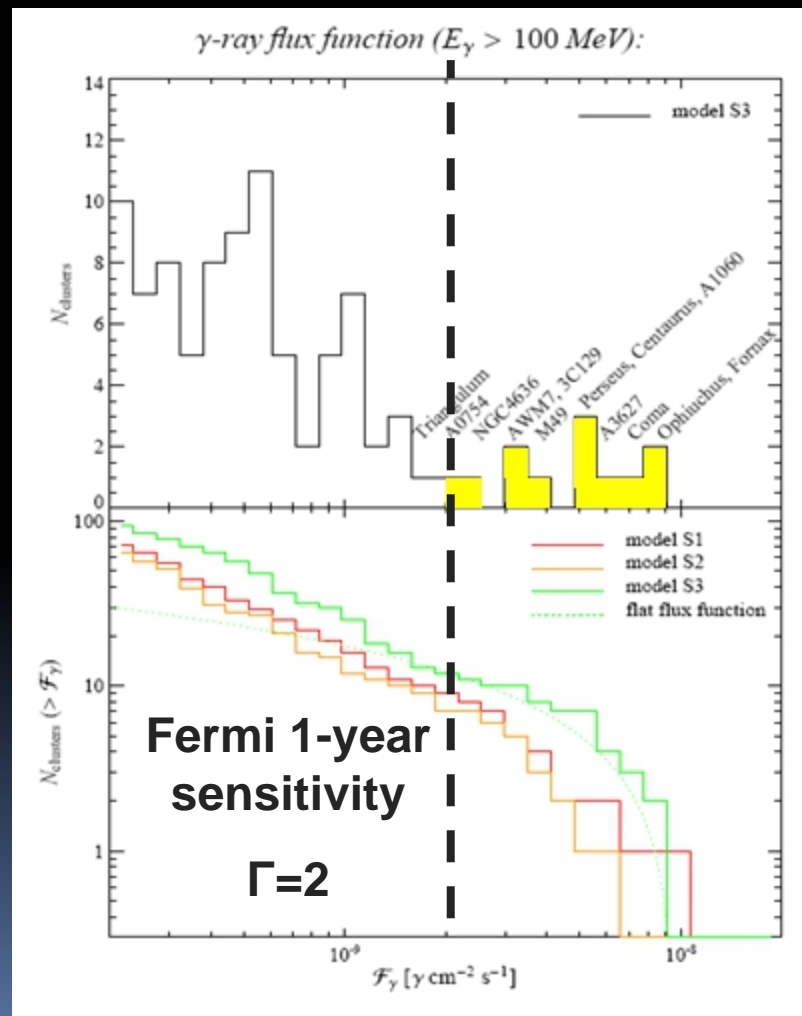 γ-ray flux function (Eγ > 100 MeV):
14
12
10
8
6
4
2
0
Nclusters
model S3
Triangulum
A0754
NGC4636
AWM7, 3C129
M49
Perseus, Centaurus, A1060
A3627
Coma
Ophiuchus, Fornax
100
10
1
Nclusters (> Fγ)
model S1
model S2
model S3
flat flux function
Fermi 1-year
sensitivity
Γ=2
10⁻⁹
10⁻⁸
Fγ [γ cm⁻² s⁻¹]